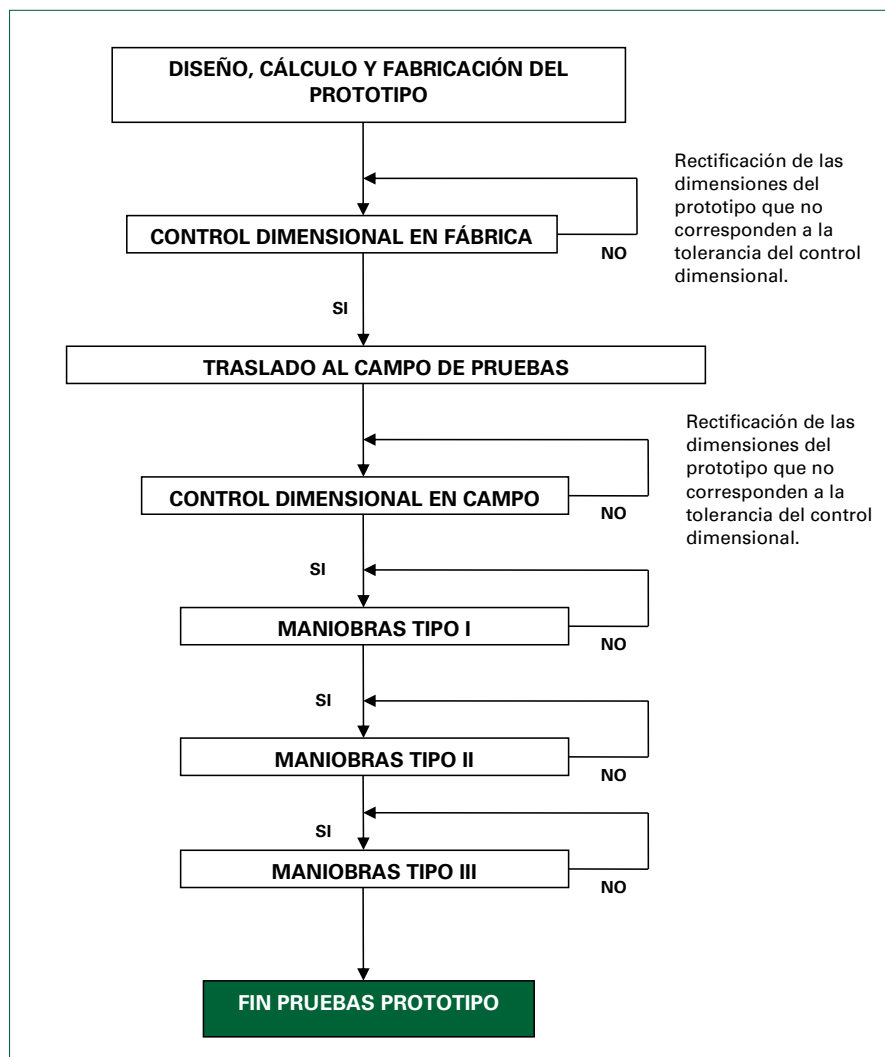 DISEÑO, CÁLCULO Y FABRICACIÓN DEL
PROTOTIPO
Rectificación de las
dimensiones del
prototipo que no
corresponden a la
tolerancia del control
dimensional.
CONTROL DIMENSIONAL EN FÁBRICA
NO
SI
TRASLADO AL CAMPO DE PRUEBAS
Rectificación de las
dimensiones del
prototipo que no
corresponden a la
tolerancia del control
dimensional.
CONTROL DIMENSIONAL EN CAMPO
NO
SI
MANIOBRAS TIPO I
NO
SI
MANIOBRAS TIPO II
NO
SI
MANIOBRAS TIPO III
NO
FIN PRUEBAS PROTOTIPO